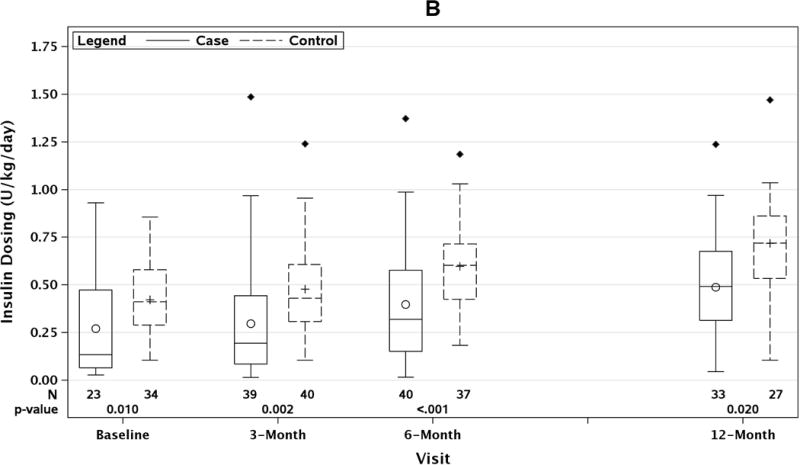 B
Legend Case Control
Insulin Dosing (U/kg/day)
1.75
1.50
1.25
1.00
0.75
0.50
0.25
0.00
N 23 34 39 40 40 37 33 27
p-value 0.010 0.002 <.001 0.020
Baseline 3-Month 6-Month 12-Month
Visit